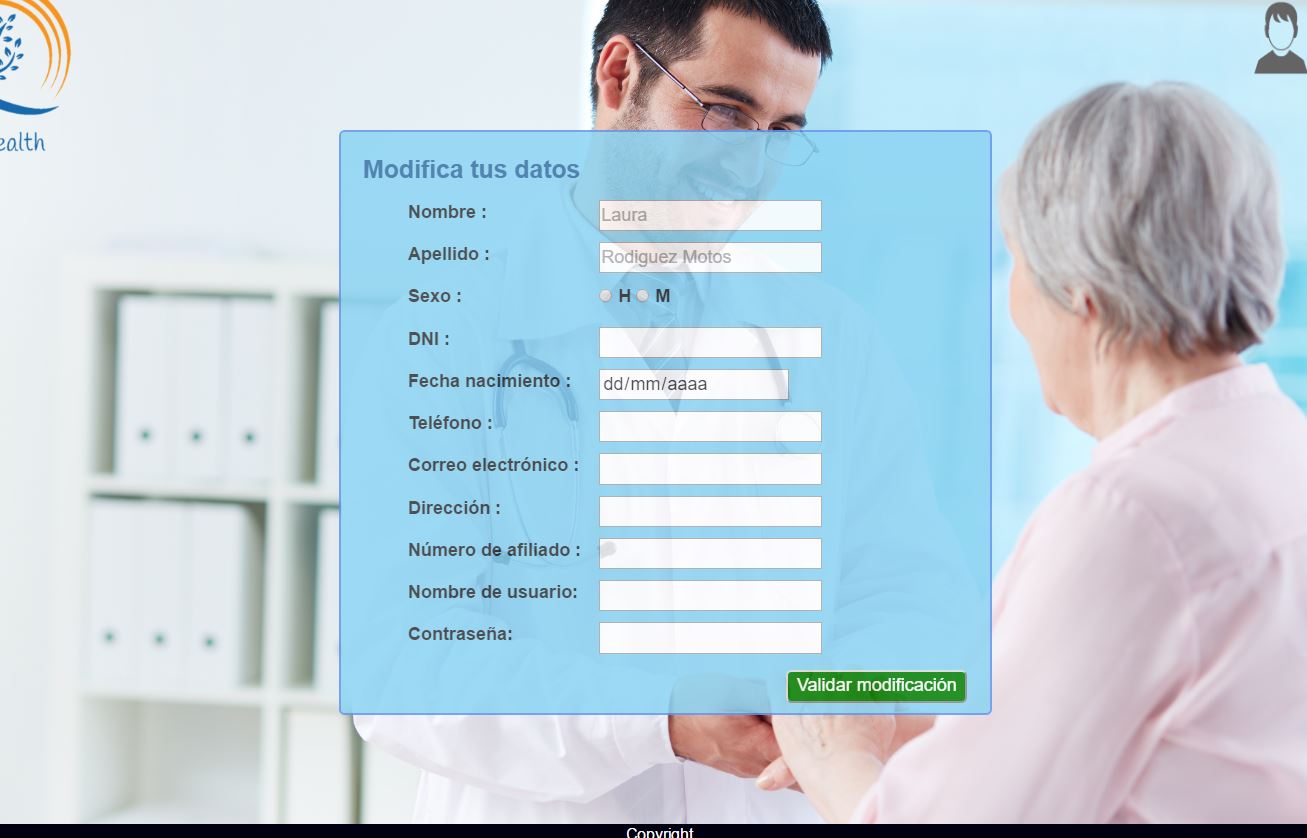 ealth
Modifica tus datos
Nombre : Laura
Apellido : Rodiguez Motos
Sexo : H M
DNI :
Fecha nacimiento : dd/mm/aaaa
Teléfono :
Correo electrónico :
Dirección :
Número de afiliado :
Nombre de usuario:
Contraseña:
Validar modificación
Copyright